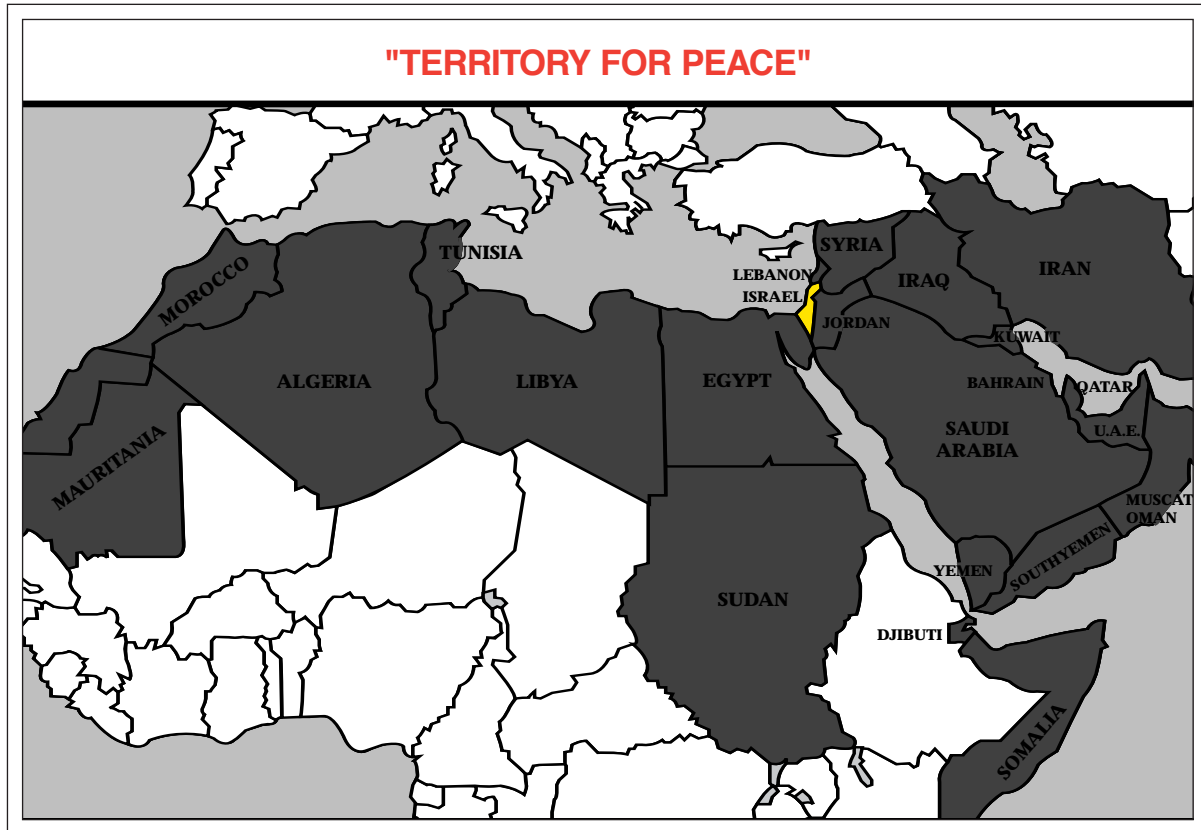 "TERRITORY FOR PEACE"
TUNISIA
SYRIA
MOROCCO
LEBANON
IRAQ
IRAN
ISRAEL
JORDAN
KUWAIT
ALGERIA
LIBYA
EGYPT
BAHRAIN
QATAR
SAUDI
ARABIA
U.A.E.
MAURITANIA
MUSCAT
OMAN
SOUTHYEMEN
YEMEN
SUDAN
DJIBUTI
SOMALIA